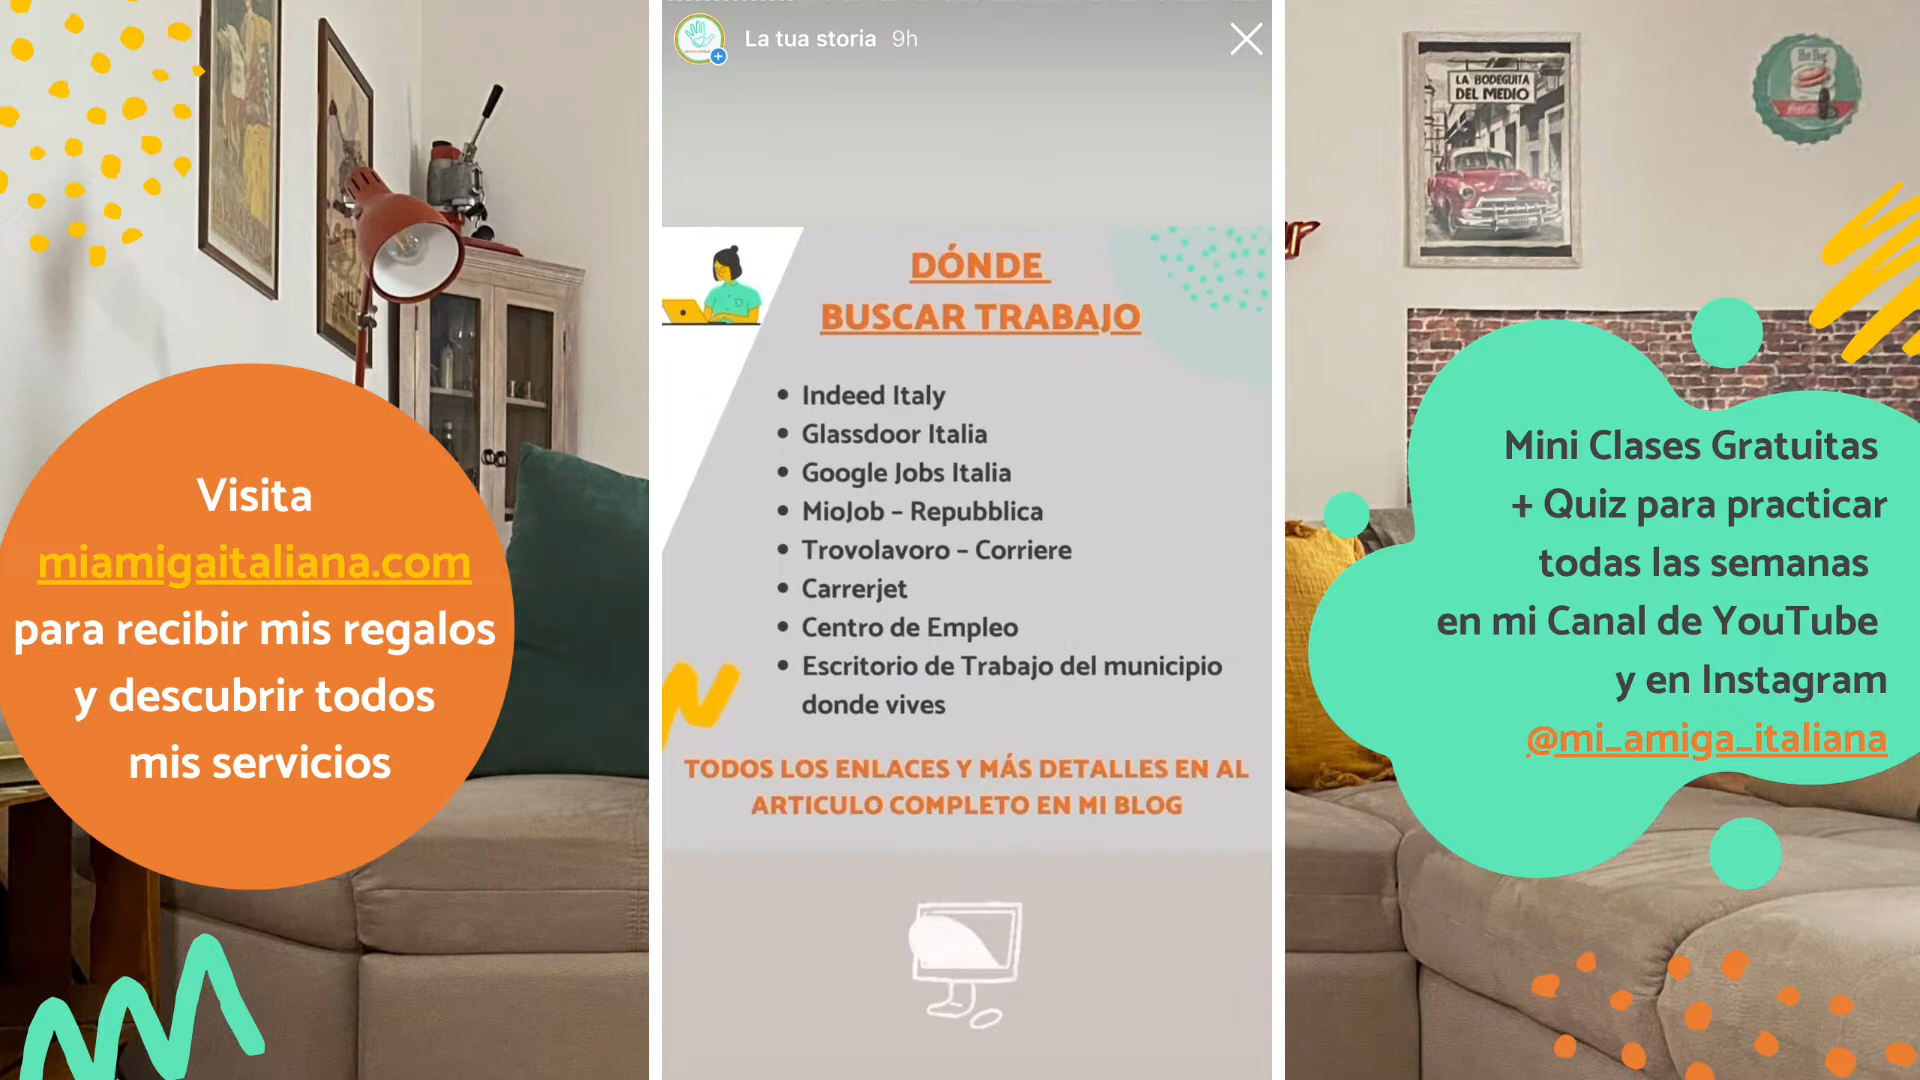 Visita
miamigaitaliana.com
para recibir mis regalos
y descubrir todos
mis servicios
La tua storia 9h
DÓNDE
BUSCAR TRABAJO
• Indeed Italy
• Glassdoor Italia
• Google Jobs Italia
• MioJob – Repubblica
• Trovolavoro – Corriere
• Carrerjet
• Centro de Empleo
• Escritorio de Trabajo del municipio
donde vives
TODOS LOS ENLACES Y MÁS DETALLES EN AL
ARTICULO COMPLETO EN MI BLOG
LA BODEGUITA
DEL MEDIO
Mini Clases Gratuitas
+ Quiz para practicar
todas las semanas
en mi Canal de YouTube
y en Instagram
@mi_amiga_italiana